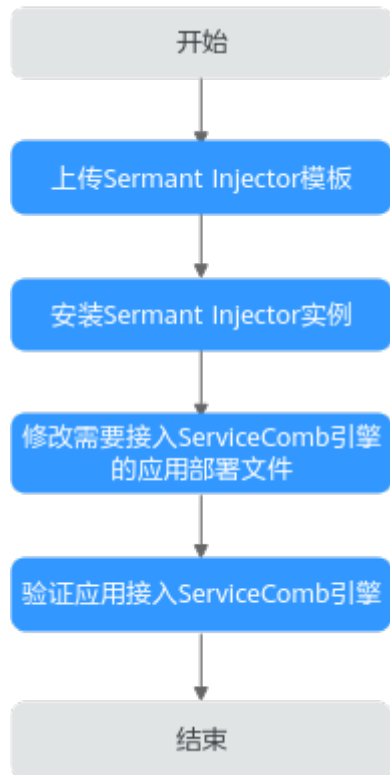 开始
上传Sermant Injector模板
安装Sermant Injector实例
修改需要接入ServiceComb引擎
的应用部署文件
验证应用接入ServiceComb引擎
结束